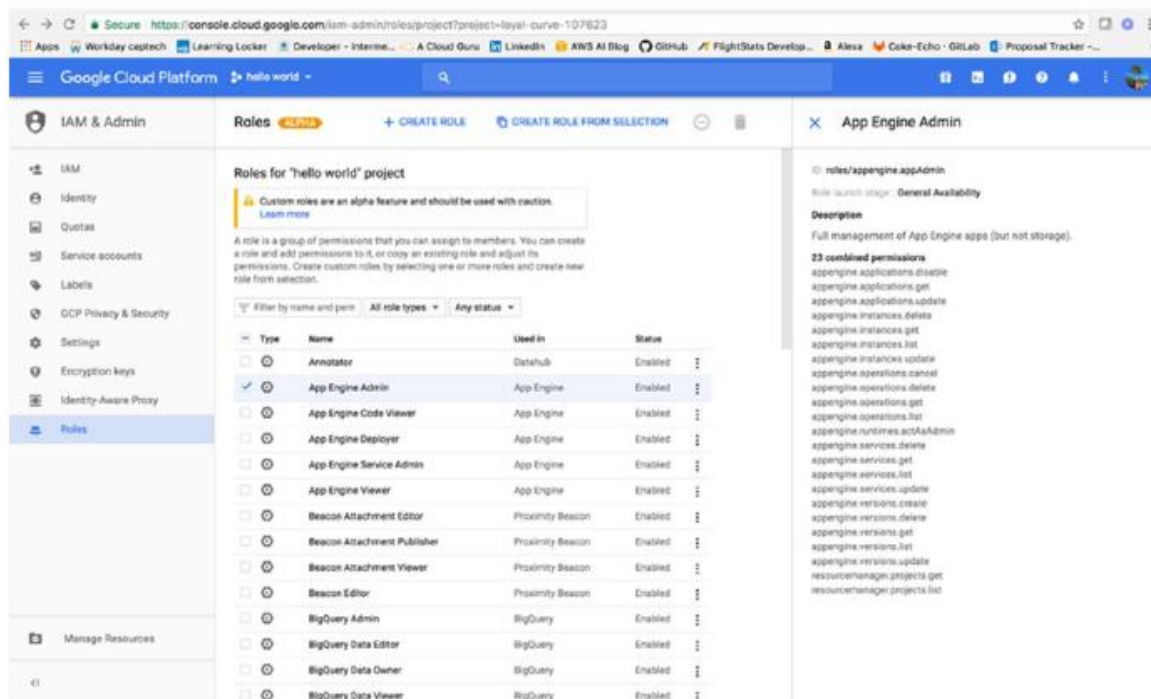 Secure https://console.cloud.google.com/iam-admin/roles/project?project=loyal-curve-107623
Apps Workday captech Learning Locker Developer - Interme... A Cloud Guru LinkedIn AWS AI Blog GitHub FlightStats Develop... Alexa Coke-Echo · GitLab Proposal Tracker -...
Google Cloud Platform hello world
IAM & Admin
IAM
Identity
Quotas
Service accounts
Labels
GCP Privacy & Security
Settings
Encryption keys
Identity-Aware Proxy
Roles
Manage Resources
Roles ALPHA + CREATE ROLE CREATE ROLE FROM SELECTION
Roles for "hello world" project
Custom roles are an alpha feature and should be used with caution.
Learn more
A role is a group of permissions that you can assign to members. You can create
a role and add permissions to it, or copy an existing role and adjust its
permissions. Create custom roles by selecting one or more roles and create new
role from selection.
Filter by name and perm All role types Any status
Type Name Used in Status
Annotator Datahub Enabled
App Engine Admin App Engine Enabled
App Engine Code Viewer App Engine Enabled
App Engine Deployer App Engine Enabled
App Engine Service Admin App Engine Enabled
App Engine Viewer App Engine Enabled
Beacon Attachment Editor Proximity Beacon Enabled
Beacon Attachment Publisher Proximity Beacon Enabled
Beacon Attachment Viewer Proximity Beacon Enabled
Beacon Editor Proximity Beacon Enabled
BigQuery Admin BigQuery Enabled
BigQuery Data Editor BigQuery Enabled
BigQuery Data Owner BigQuery Enabled
BigQuery Data Viewer BigQuery Enabled
App Engine Admin
ID: roles/appengine.appAdmin
Role launch stage: General Availability
Description
Full management of App Engine apps (but not storage).
23 combined permissions
appengine.applications.disable
appengine.applications.get
appengine.applications.update
appengine.instances.delete
appengine.instances.get
appengine.instances.list
appengine.instances.update
appengine.operations.cancel
appengine.operations.delete
appengine.operations.get
appengine.operations.list
appengine.runtimes.actAsAdmin
appengine.services.delete
appengine.services.get
appengine.services.list
appengine.services.update
appengine.versions.create
appengine.versions.delete
appengine.versions.get
appengine.versions.list
appengine.versions.update
resourcemanager.projects.get
resourcemanager.projects.list